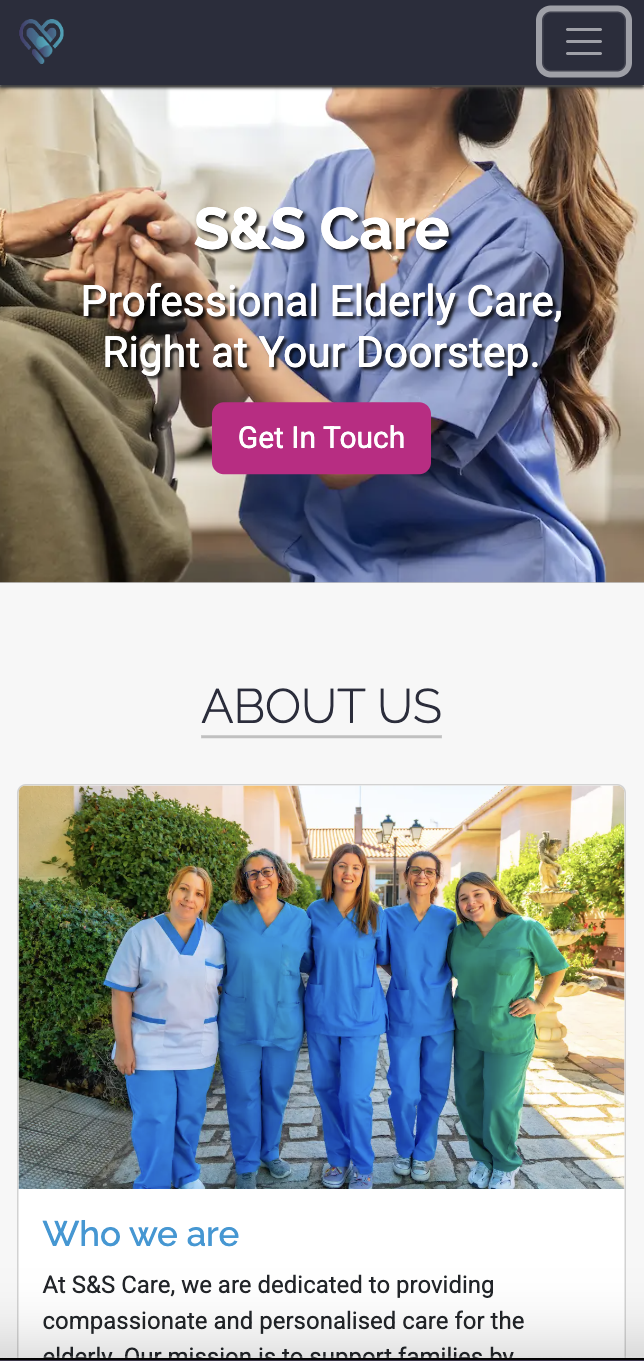 S&S Care
Professional Elderly Care,
Right at Your Doorstep.
Get In Touch
ABOUT US
Who we are
At S&S Care, we are dedicated to providing
compassionate and personalised care for the
elderly. Our mission is to support families by